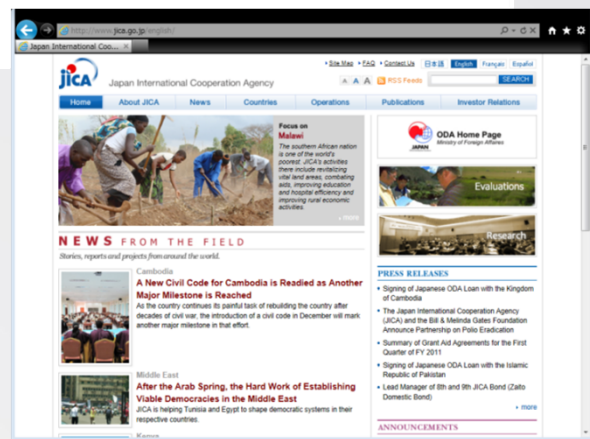 http://www.jica.go.jp/english/
Japan International Coo...
Site Map FAQ Contact Us 日本語 English Français Español
jica
Japan International Cooperation Agency
A A A RSS Feeds SEARCH
Home About JICA News Countries Operations Publications Investor Relations
Focus on
Malawi
The southern African nation
is one of the world's
poorest. JICA's activities
there include revitalizing
vital land areas, combating
aids, improving education
and hospital efficiency and
improving rural economic
activities.
more
JAPAN
ODA Home Page
Ministry of Foreign Affairs
Evaluations
Research
NEWS FROM THE FIELD
Stories, reports and projects from around the world.
Cambodia
A New Civil Code for Cambodia is Readied as Another
Major Milestone is Reached
As the country continues its painful task of rebuilding the country after
decades of civil war, the introduction of a civil code in December will mark
another major milestone in that effort.
Middle East
After the Arab Spring, the Hard Work of Establishing
Viable Democracies in the Middle East
JICA is helping Tunisia and Egypt to shape democratic systems in their
respective countries.
Kenya
PRESS RELEASES
Signing of Japanese ODA Loan with the Kingdom
of Cambodia
The Japan International Cooperation Agency
(JICA) and the Bill & Melinda Gates Foundation
Announce Partnership on Polio Eradication
Summary of Grant Aid Agreements for the First
Quarter of FY 2011
Signing of Japanese ODA Loan with the Islamic
Republic of Pakistan
Lead Manager of 8th and 9th JICA Bond (Zaito
Domestic Bond)
more
ANNOUNCEMENTS